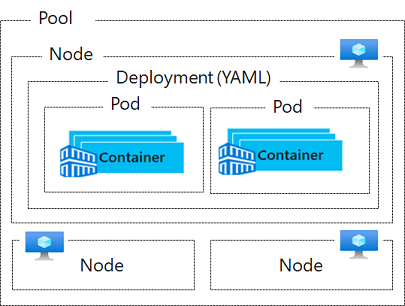 Pool
Node
Deployment (YAML)
Pod
Pod
Container
Container
Node
Node